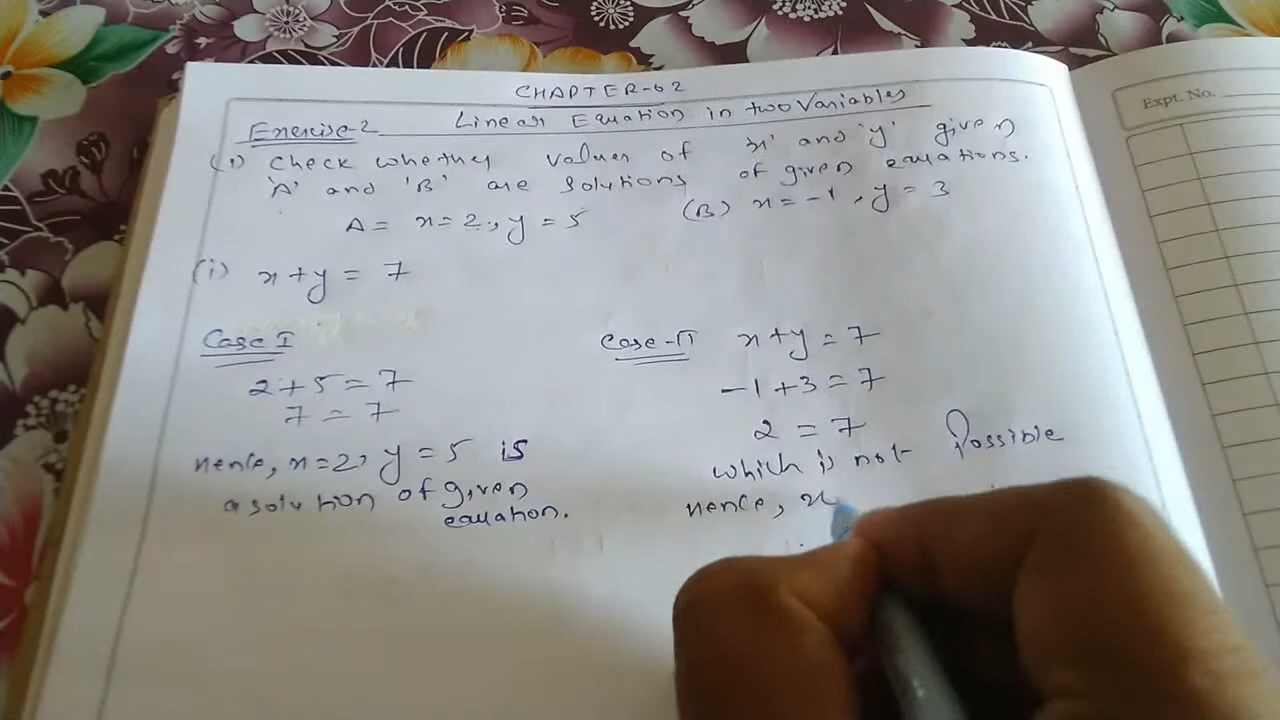 CHAPTER-02
Linear Equation in two Variables
Exercise-2
(1) Check whether values of 'x' and 'y' given
'A' and 'B' are solutions of given equations.
A = x=2, y=5 (B) x=-1, y=3
(i) x+y = 7
Case I
2+5=7
7=7
Hence, x=2, y=5 is
a solution of given
equation.
Case-II x+y=7
-1+3=7
2=7
which is not Possible
Hence, x
Expt. No.